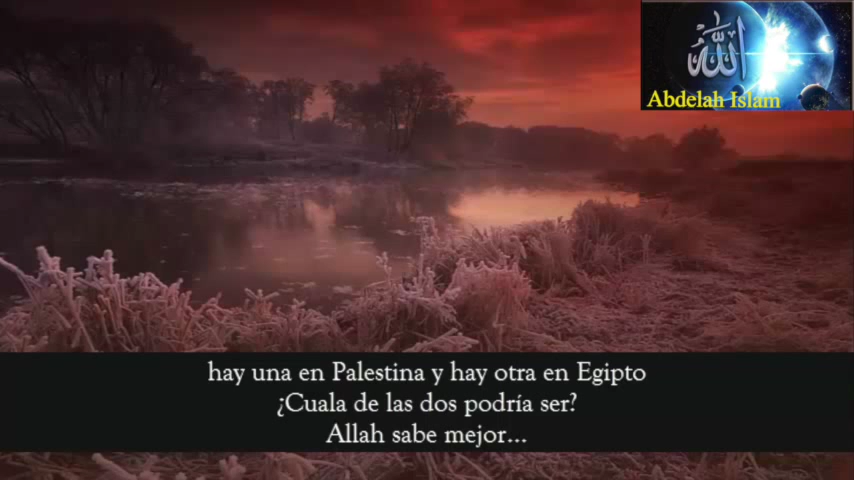 الله
Abdelah Islam
hay una en Palestina y hay otra en Egipto
¿Cuala de las dos podría ser?
Allah sabe mejor...